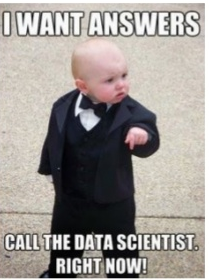 I WANT ANSWERS
CALL THE DATA SCIENTIST.
RIGHT NOW!